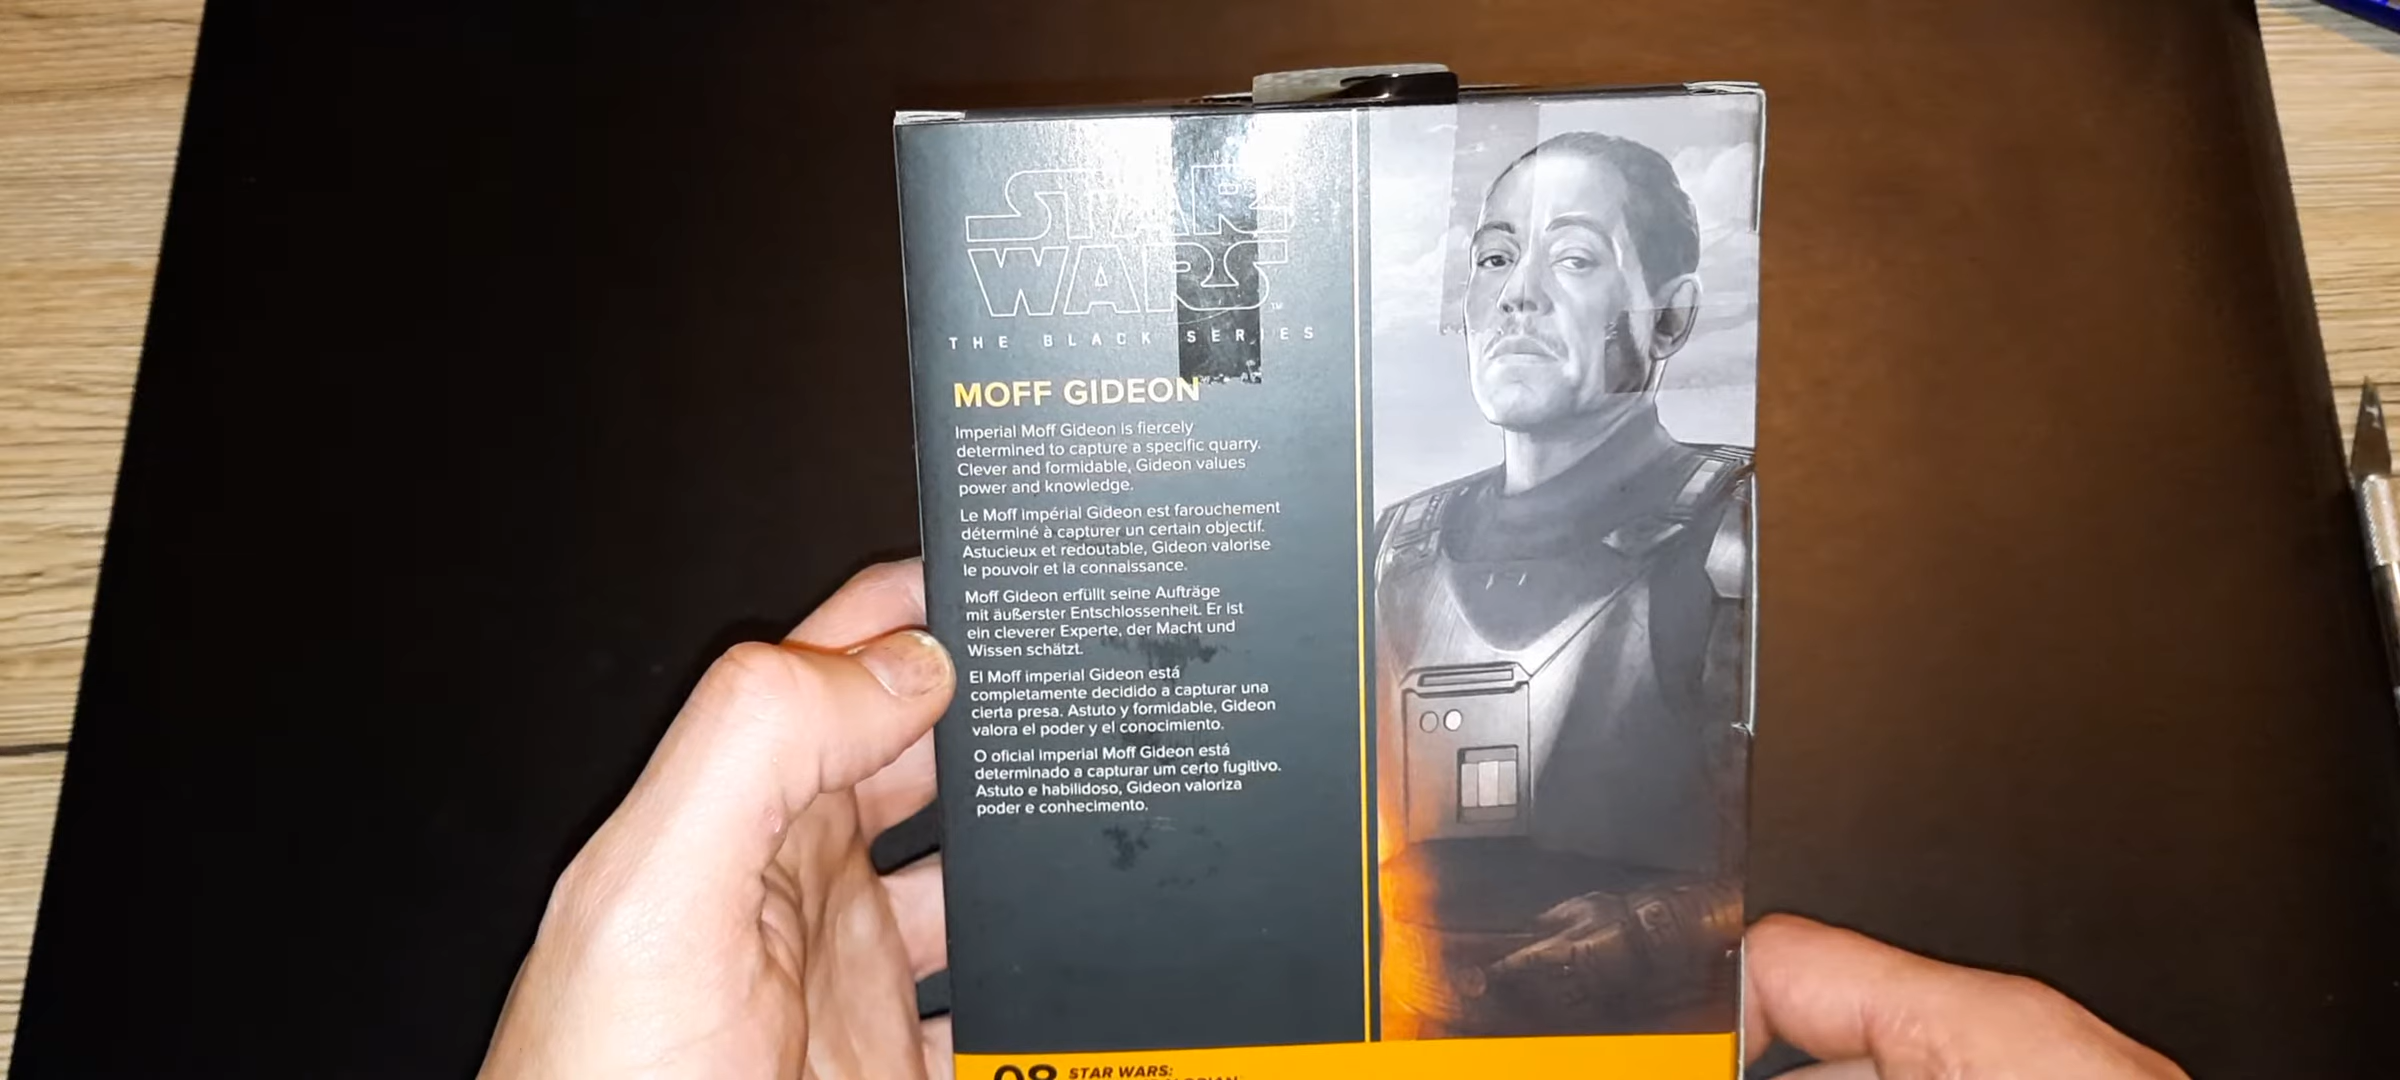 STAR
WARS
TM
THE BLACK SERIES
MOFF GIDEON
Imperial Moff Gideon is fiercely
determined to capture a specific quarry.
Clever and formidable, Gideon values
power and knowledge.
Le Moff impérial Gideon est farouchement
déterminé à capturer un certain objectif.
Astucieux et redoutable, Gideon valorise
le pouvoir et la connaissance.
Moff Gideon erfüllt seine Aufträge
mit äußerster Entschlossenheit. Er ist
ein cleverer Experte, der Macht und
Wissen schätzt.
El Moff imperial Gideon está
completamente decidido a capturar una
cierta presa. Astuto y formidable, Gideon
valora el poder y el conocimiento.
O oficial imperial Moff Gideon está
determinado a capturar um certo fugitivo.
Astuto e habilidoso, Gideon valoriza
poder e conhecimento.
08 STAR WARS: